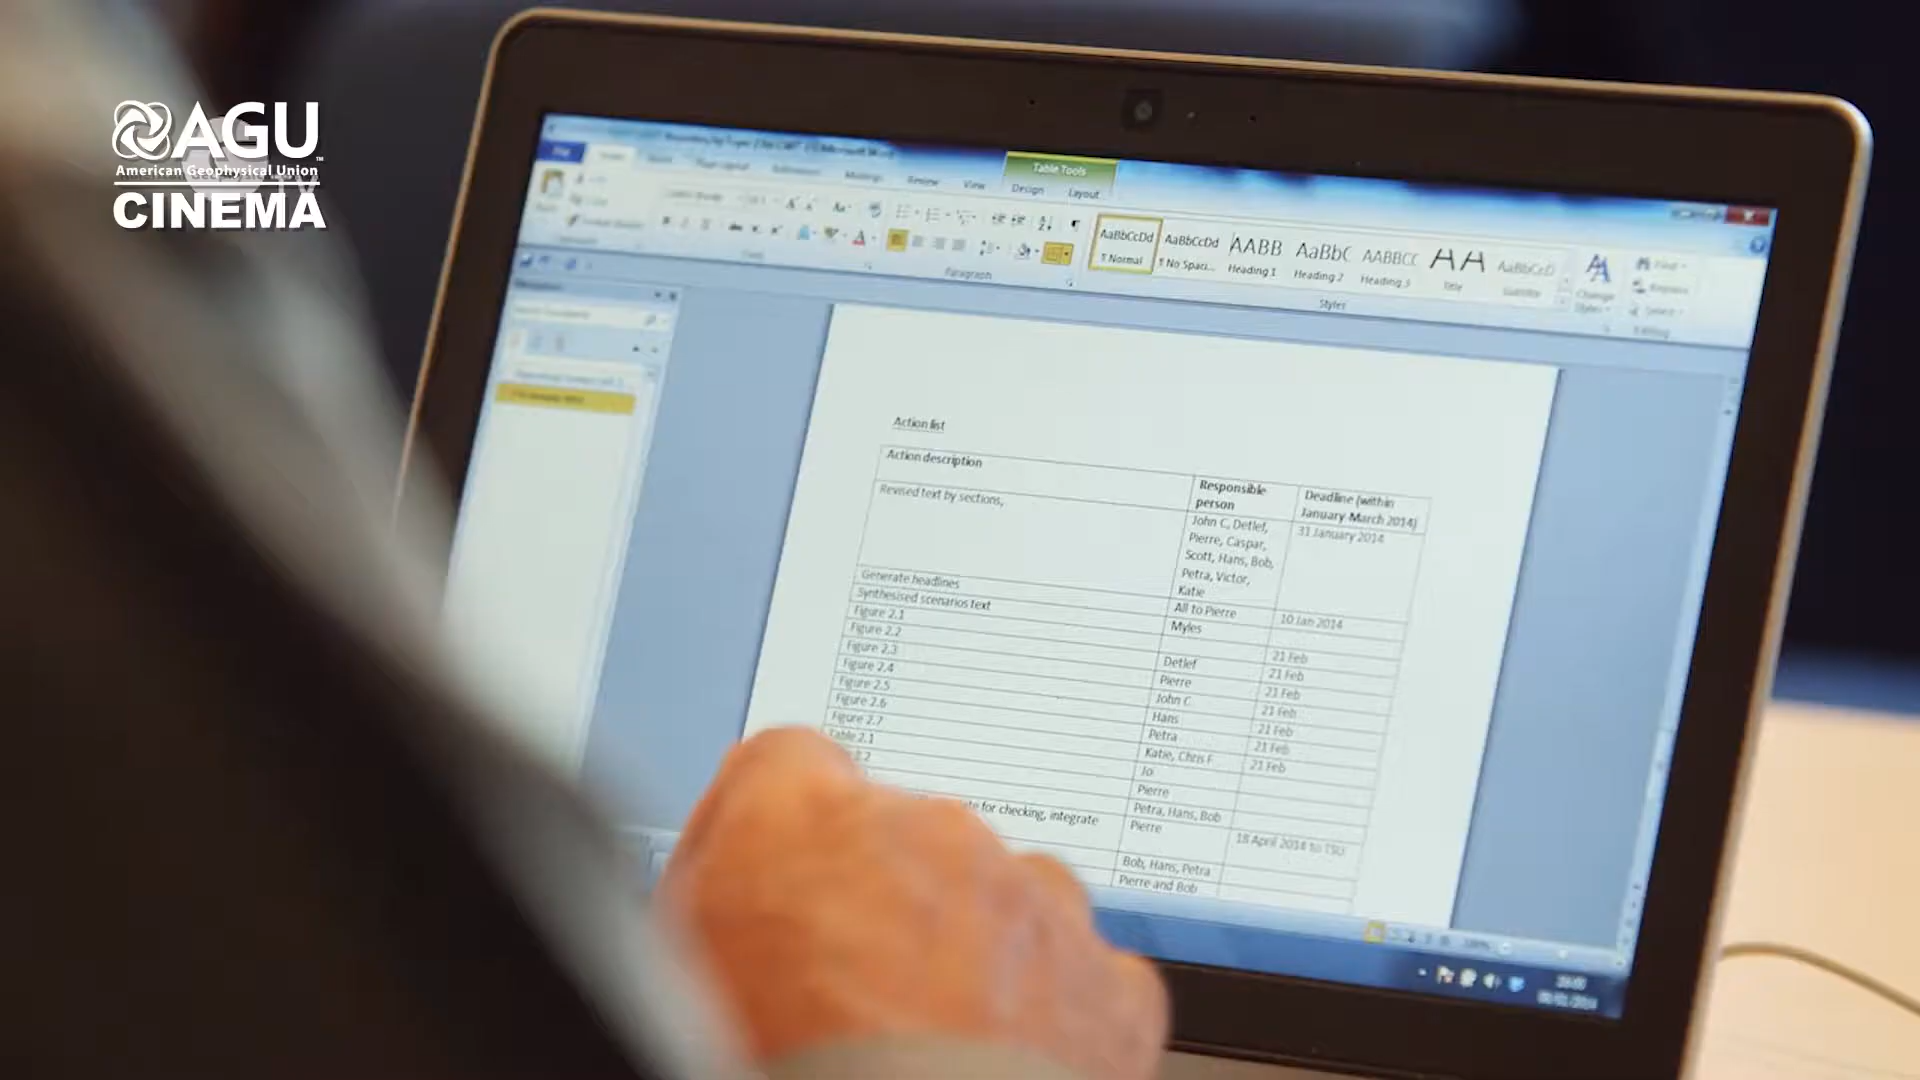 AGU
American Geophysical Union
CINEMA
Table Tools
Review
View
Design
Layout
AaBbCcDd
AaBbCcDd
AABB
AaBbC
AABBCC
AA
AaBbCcD
¶ Normal
¶ No Spaci...
Heading 1
Heading 2
Heading 3
Title
Change
Styles
Paragraph
Styles
Action list
Action description
Responsible
person
Deadline (within
January-March 2014)
Revised text by sections,
John C, Detlef,
Pierre, Caspar,
Scott, Hans, Bob,
Petra, Victor,
Katie
31 January 2014
Generate headlines
All to Pierre
10 Jan 2014
Synthesised scenarios text
Myles
Figure 2.1
21 Feb
Figure 2.2
Detlef
21 Feb
Figure 2.3
Pierre
21 Feb
Figure 2.4
John C
21 Feb
Figure 2.5
Hans
21 Feb
Figure 2.6
Petra
21 Feb
Figure 2.7
Katie, Chris F
21 Feb
Table 2.1
Jo
2.2
Pierre
Petra, Hans, Bob
for checking, integrate
Pierre
18 April 2014 to TSU
Bob, Hans, Petra
Pierre and Bob